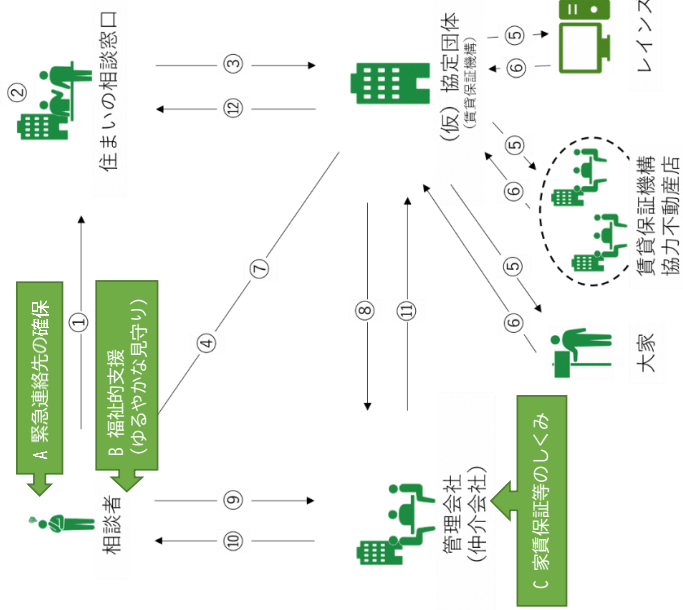 ②
A 緊急連絡先の確保
①
相談者
B 福祉的支援
(ゆるやかな見守り)
住まいの相談窓口
④
⑦
⑩
⑨
⑫
③
⑧
⑪
管理会社
(仲介会社)
(仮) 協定団体
(賃貸保証機構)
C 家賃保証等のしくみ
⑥
⑤
⑥
⑤
⑥
⑤
大家
賃貸保証機構
協力不動産店
レインズ